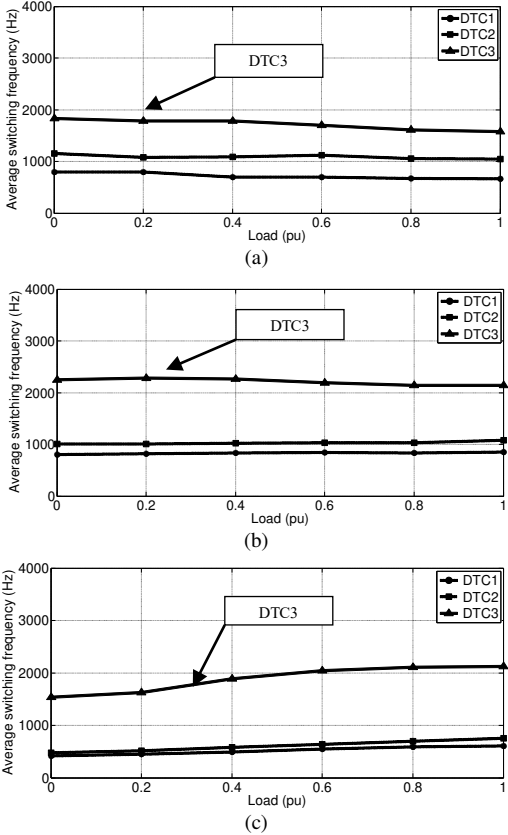 4000
3000
2000
1000
0
Average switching frequency (Hz)
DTC1
DTC2
DTC3
DTC3
0 0.2 0.4 0.6 0.8 1
Load (pu)
(a)
4000
3000
2000
1000
0
Average switching frequency (Hz)
DTC1
DTC2
DTC3
DTC3
0 0.2 0.4 0.6 0.8 1
Load (pu)
(b)
4000
3000
2000
1000
0
Average switching frequency (Hz)
DTC1
DTC2
DTC3
DTC3
0 0.2 0.4 0.6 0.8 1
Load (pu)
(c)